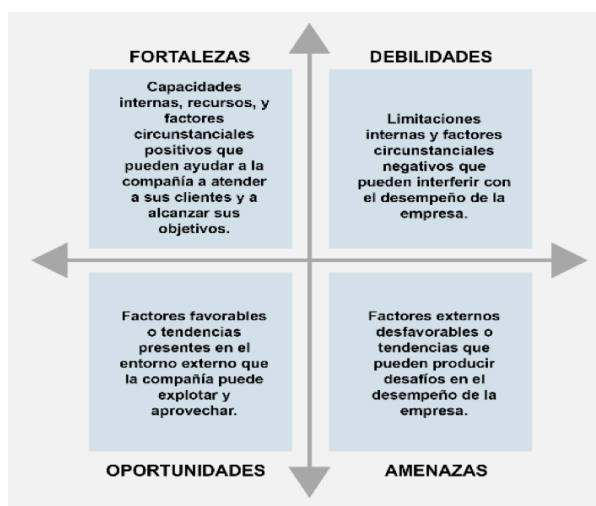 FORTALEZAS
Capacidades
internas, recursos, y
factores
circunstanciales
positivos que
pueden ayudar a la
compañía a atender
a sus clientes y a
alcanzar sus
objetivos.
DEBILIDADES
Limitaciones
internas y factores
circunstanciales
negativos que
pueden interferir con
el desempeño de la
empresa.
Factores favorables
o tendencias
presentes en el
entorno externo que
la compañía puede
explotar y
aprovechar.
OPORTUNIDADES
Factores externos
desfavorables o
tendencias que
pueden producir
desafíos en el
desempeño de la
empresa.
AMENAZAS